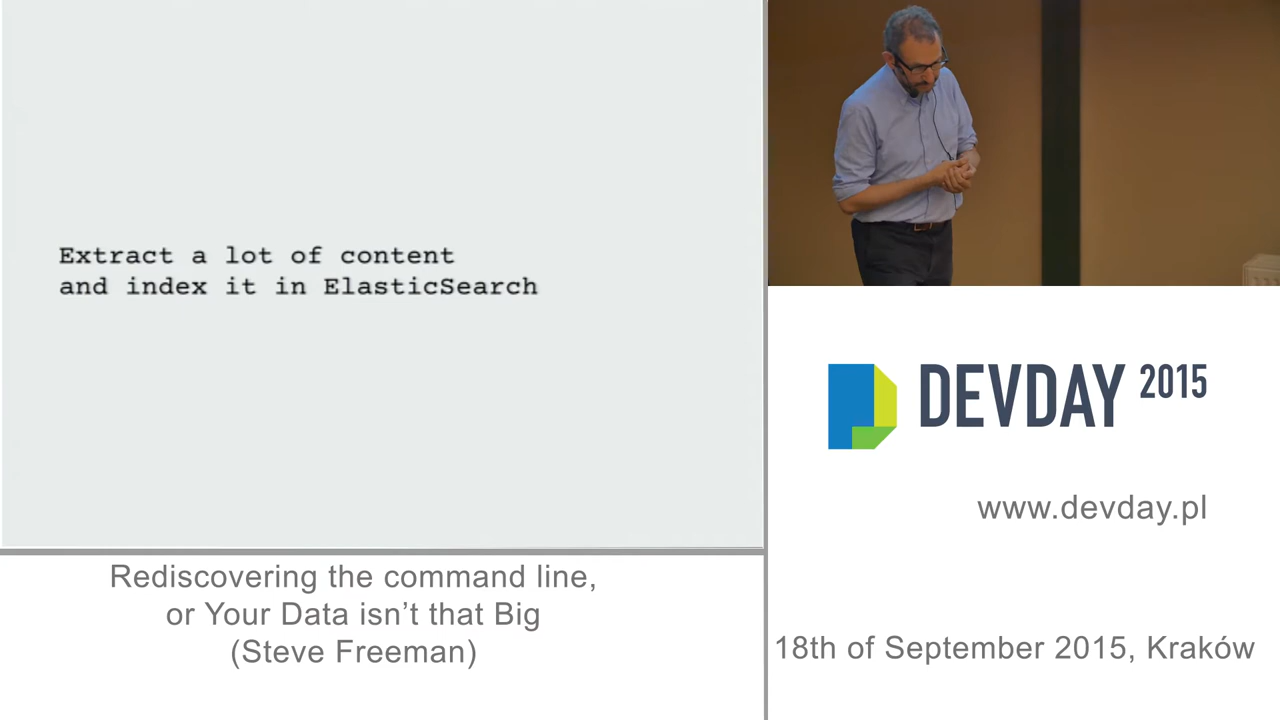 Extract a lot of content
and index it in ElasticSearch
DEVDAY 2015
www.devday.pl
Rediscovering the command line,
or Your Data isn't that Big
(Steve Freeman)
18th of September 2015, Kraków